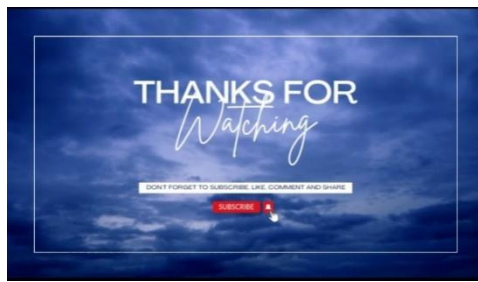 THANKS FOR
Watching
DON'T FORGET TO SUBSCRIBE, LIKE, COMMENT AND SHARE
SUBSCRIBE